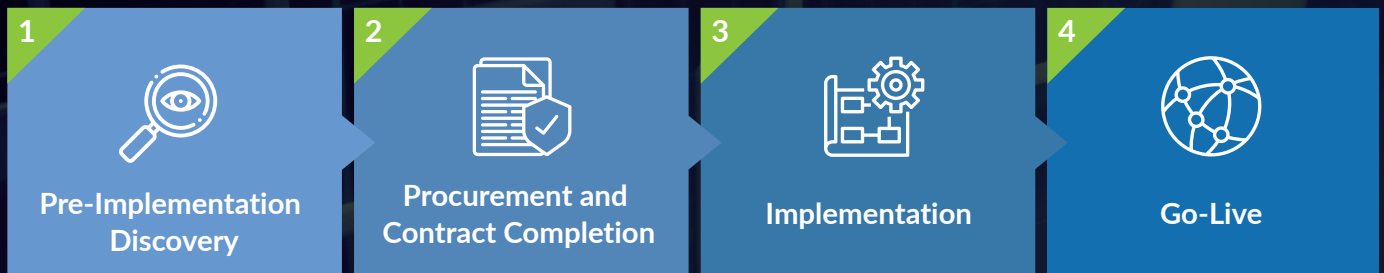 1
Pre-Implementation
Discovery
2
Procurement and
Contract Completion
3
Implementation
4
Go-Live